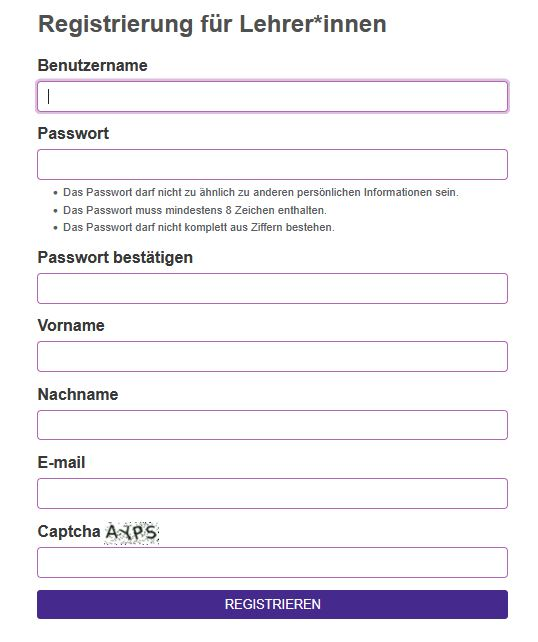 Registrierung für Lehrer*innen
Benutzername
Passwort
• Das Passwort darf nicht zu ähnlich zu anderen persönlichen Informationen sein.
• Das Passwort muss mindestens 8 Zeichen enthalten.
• Das Passwort darf nicht komplett aus Ziffern bestehen.
Passwort bestätigen
Vorname
Nachname
E-mail
Captcha AYPS
REGISTRIEREN